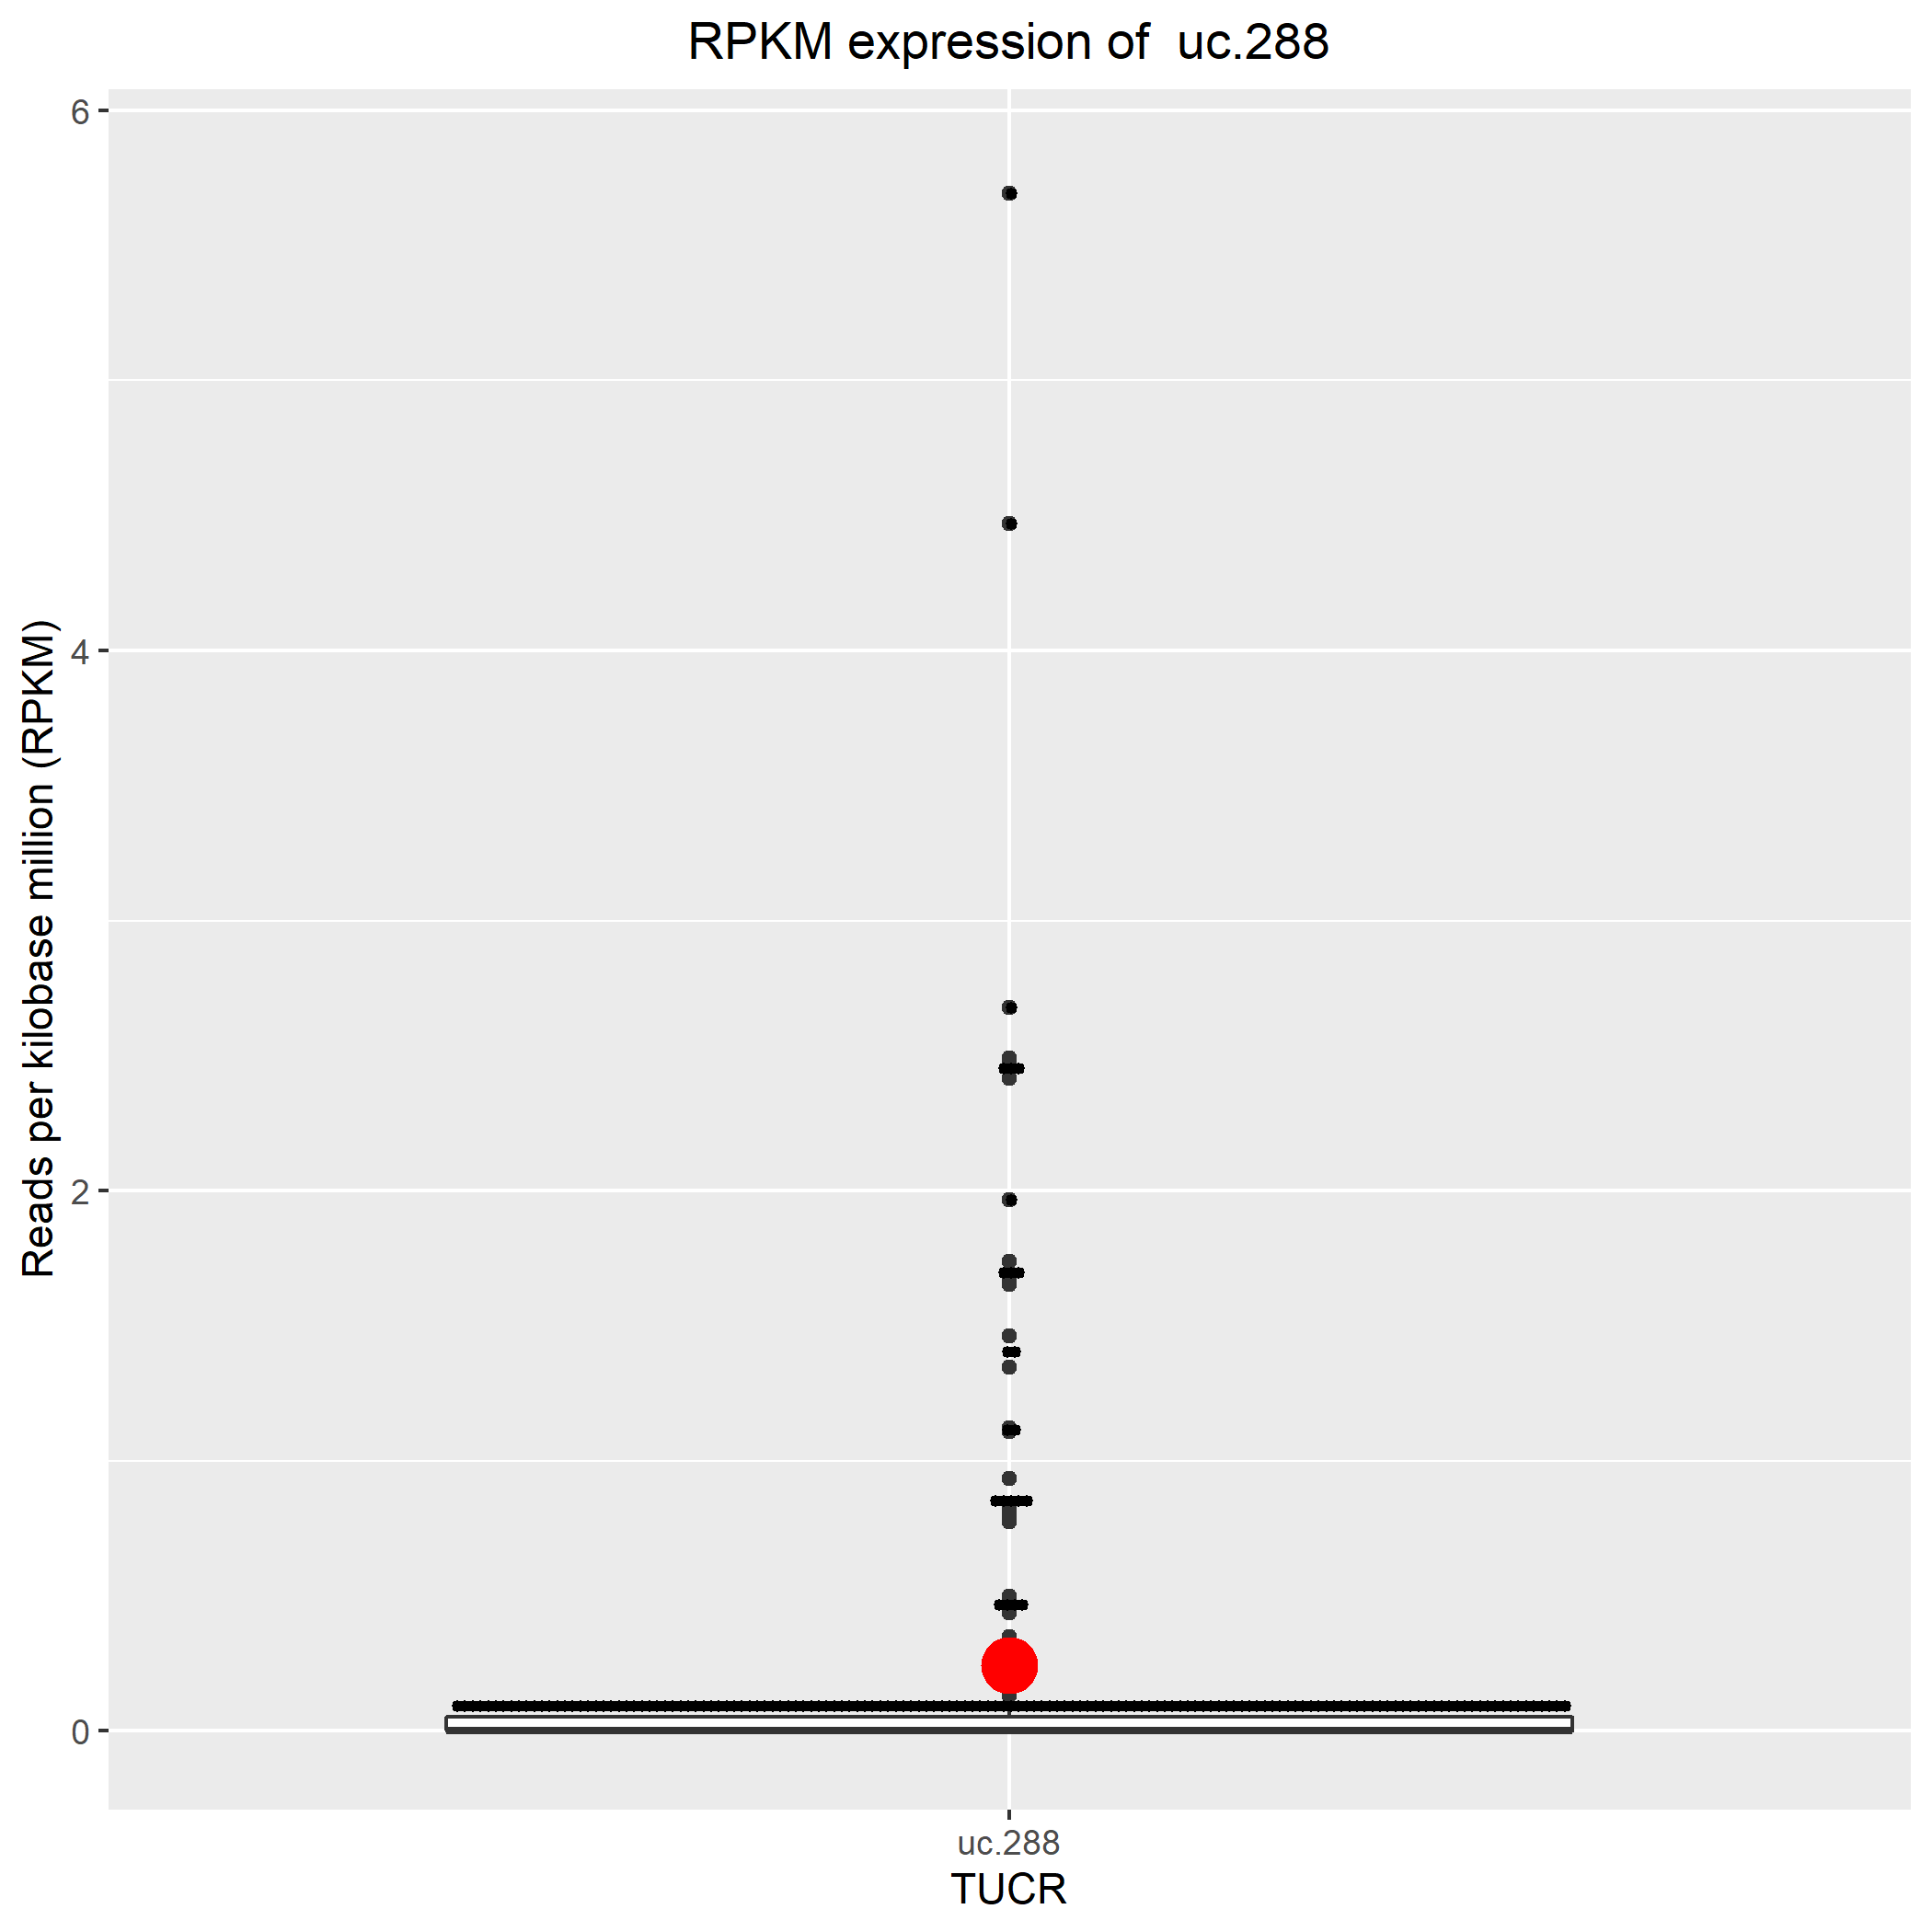 RPKM expression of  uc.288
6
4
2
0
Reads per kilobase million (RPKM)
uc.288
TUCR